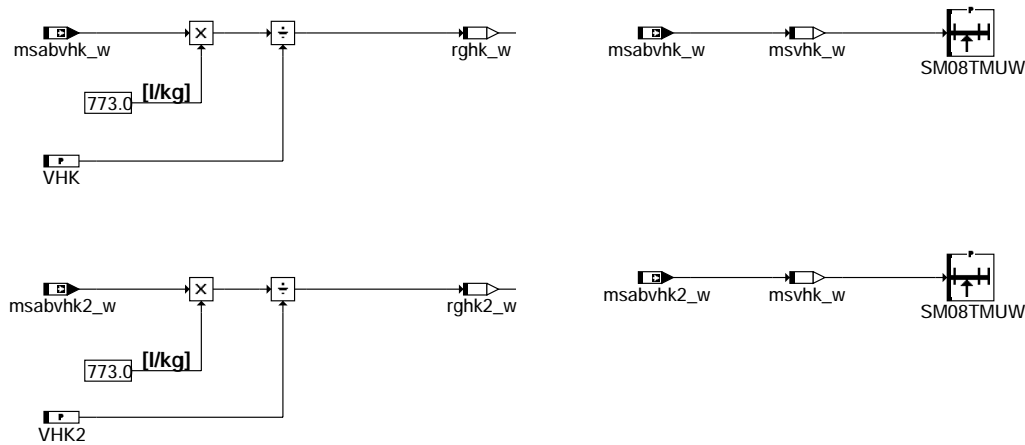 msabvhk_w
×
÷
rghk_w
773.0
[l/kg]
P
VHK
msabvhk_w
msvhk_w
P
SM08TMUW
msabvhk2_w
×
÷
rghk2_w
773.0
[l/kg]
P
VHK2
msabvhk2_w
msvhk_w
P
SM08TMUW